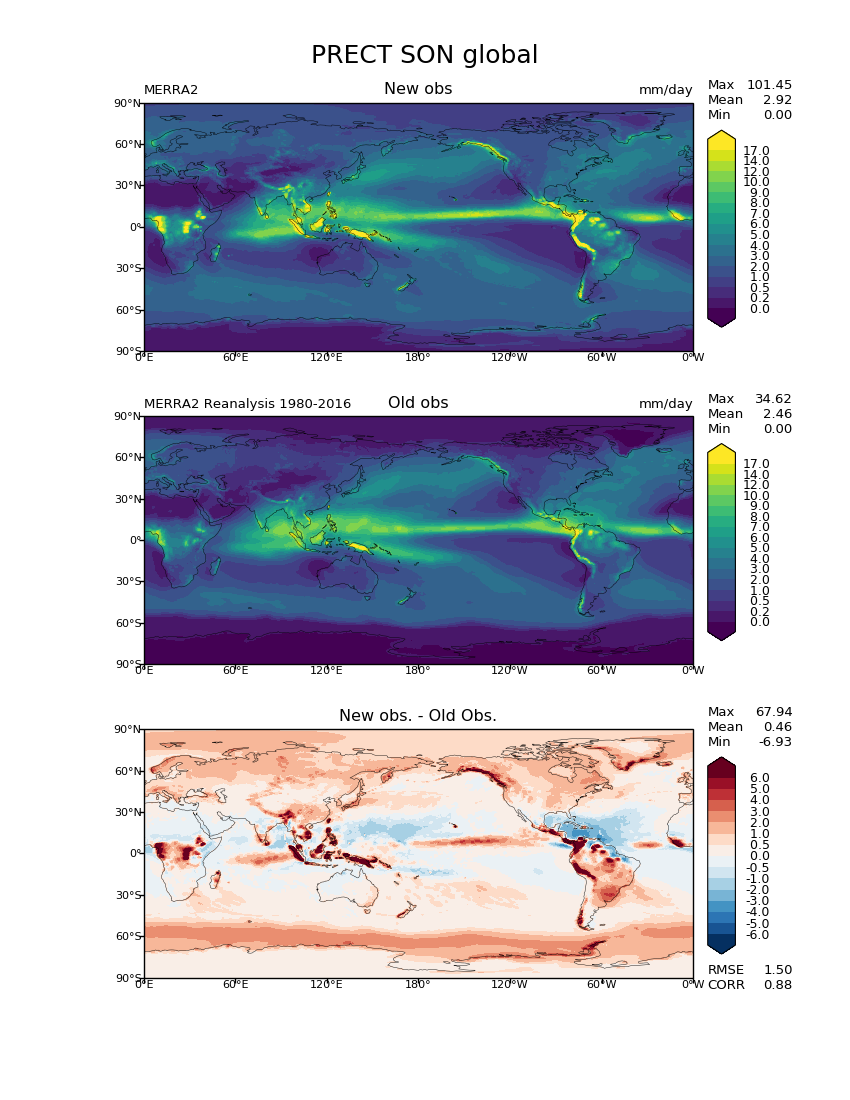 PRECT SON global
MERRA2 New obs mm/day
Max 101.45
Mean 2.92
Min 0.00
90°N
60°N
30°N
0°
30°S
60°S
90°S
0°E 60°E 120°E 180° 120°W 60°W 0°W
17.0
14.0
12.0
10.0
9.0
8.0
7.0
6.0
5.0
4.0
3.0
2.0
1.0
0.5
0.2
0.0
MERRA2 Reanalysis 1980-2016 Old obs mm/day
Max 34.62
Mean 2.46
Min 0.00
90°N
60°N
30°N
0°
30°S
60°S
90°S
0°E 60°E 120°E 180° 120°W 60°W 0°W
17.0
14.0
12.0
10.0
9.0
8.0
7.0
6.0
5.0
4.0
3.0
2.0
1.0
0.5
0.2
0.0
New obs. - Old Obs.
Max 67.94
Mean 0.46
Min -6.93
90°N
60°N
30°N
0°
30°S
60°S
90°S
0°E 60°E 120°E 180° 120°W 60°W 0°W
6.0
5.0
4.0
3.0
2.0
1.0
0.5
0.0
-0.5
-1.0
-2.0
-3.0
-4.0
-5.0
-6.0
RMSE 1.50
CORR 0.88